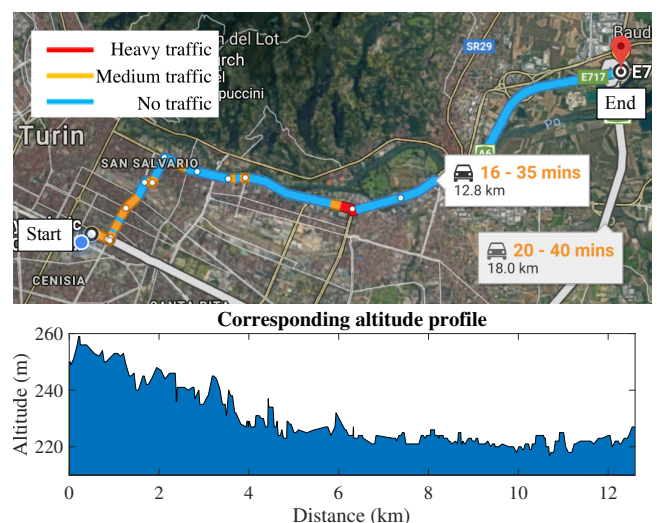 Heavy traffic
Medium traffic
No traffic
del Lot
SR29
Baud
E717
E7
End
Po
A6
Turin
SAN SALVARIO
16 - 35 mins
12.8 km
Start
20 - 40 mins
18.0 km
CENISIA
SANTA RITA
Corresponding altitude profile
Altitude (m)
260
240
220
0
2
4
6
8
10
12
Distance (km)